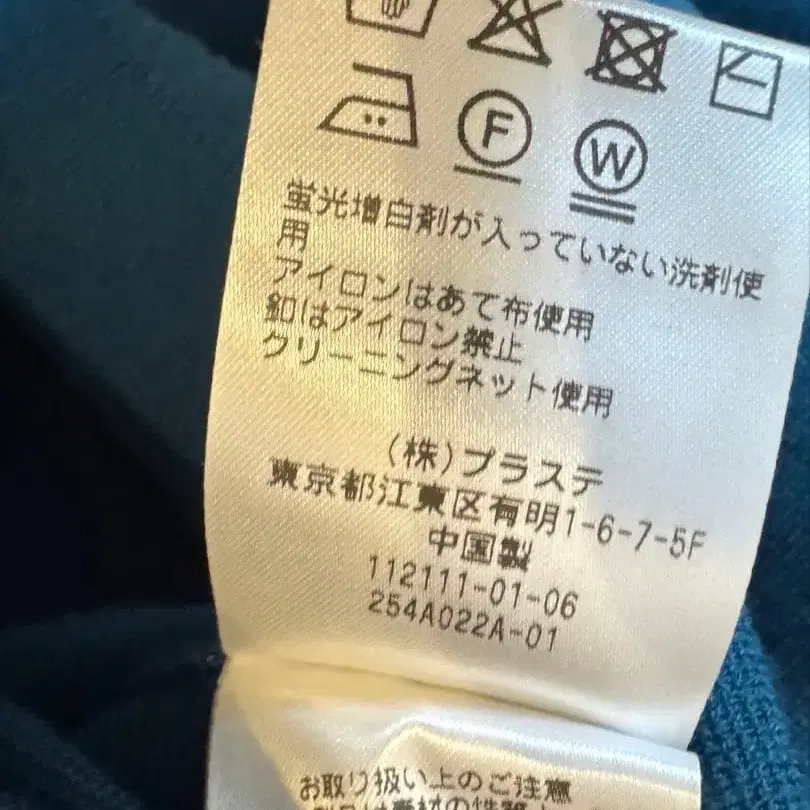 F
W
蛍光増白剤が入っていない洗剤使
用
アイロンはあて布使用
釦はアイロン禁止
クリーニングネット使用
(株)プラステ
東京都江東区有明1-6-7-5F
中国製
112111-01-06
254A022A-01
お取り扱い上のご注意